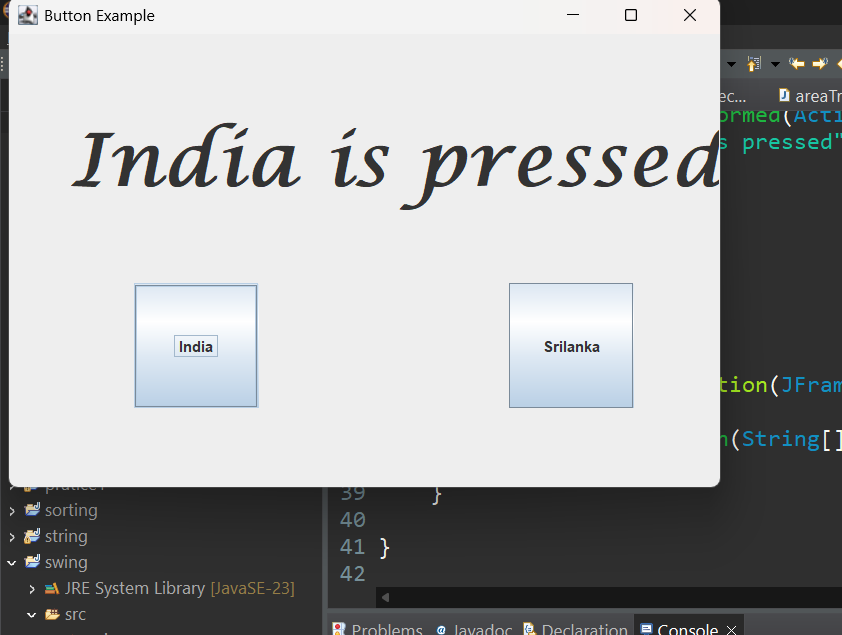 Button Example
India is pressed
India
Srilanka
ec...
areaTr
ormed(Acti
s pressed"
tion(JFram
(String[]
39 }
40
41 }
42
sorting
string
swing
JRE System Library [JavaSE-23]
src
Problems
Javadoc
Declaration
Console